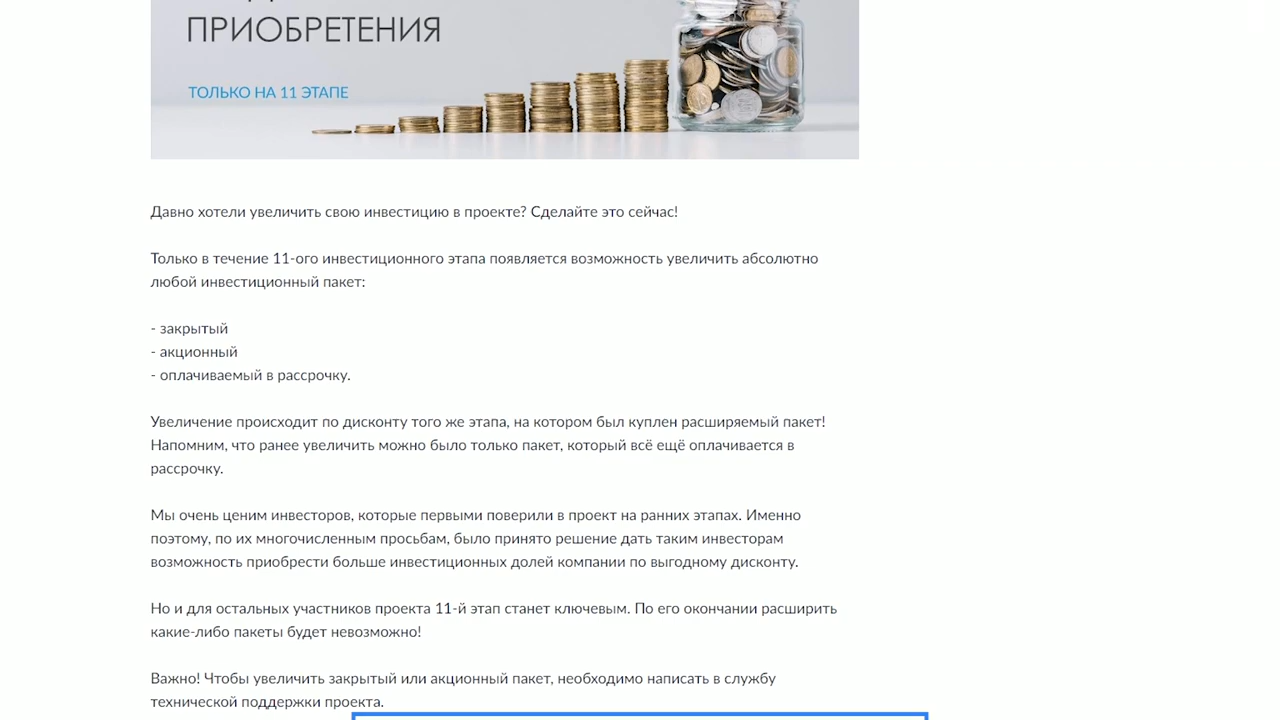 ПРИОБРЕТЕНИЯ
ТОЛЬКО НА 11 ЭТАПЕ
Давно хотели увеличить свою инвестицию в проекте? Сделайте это сейчас!
Только в течение 11-ого инвестиционного этапа появляется возможность увеличить абсолютно
любой инвестиционный пакет:
- закрытый
- акционный
- оплачиваемый в рассрочку.
Увеличение происходит по дисконту того же этапа, на котором был куплен расширяемый пакет!
Напомним, что ранее увеличить можно было только пакет, который всё ещё оплачивается в
рассрочку.
Мы очень ценим инвесторов, которые первыми поверили в проект на ранних этапах. Именно
поэтому, по их многочисленным просьбам, было принято решение дать таким инвесторам
возможность приобрести больше инвестиционных долей компании по выгодному дисконту.
Но и для остальных участников проекта 11-й этап станет ключевым. По его окончании расширить
какие-либо пакеты будет невозможно!
Важно! Чтобы увеличить закрытый или акционный пакет, необходимо написать в службу
технической поддержки проекта.